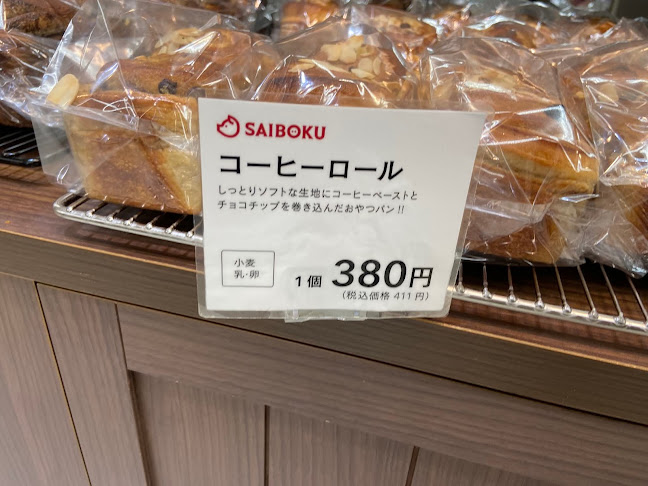 SAIBOKU
コーヒーロール
しっとりソフトな生地にコーヒーペーストと
チョコチップを巻き込んだおやつパン!!
小麦
乳・卵
1個 380円
(税込価格 411円)